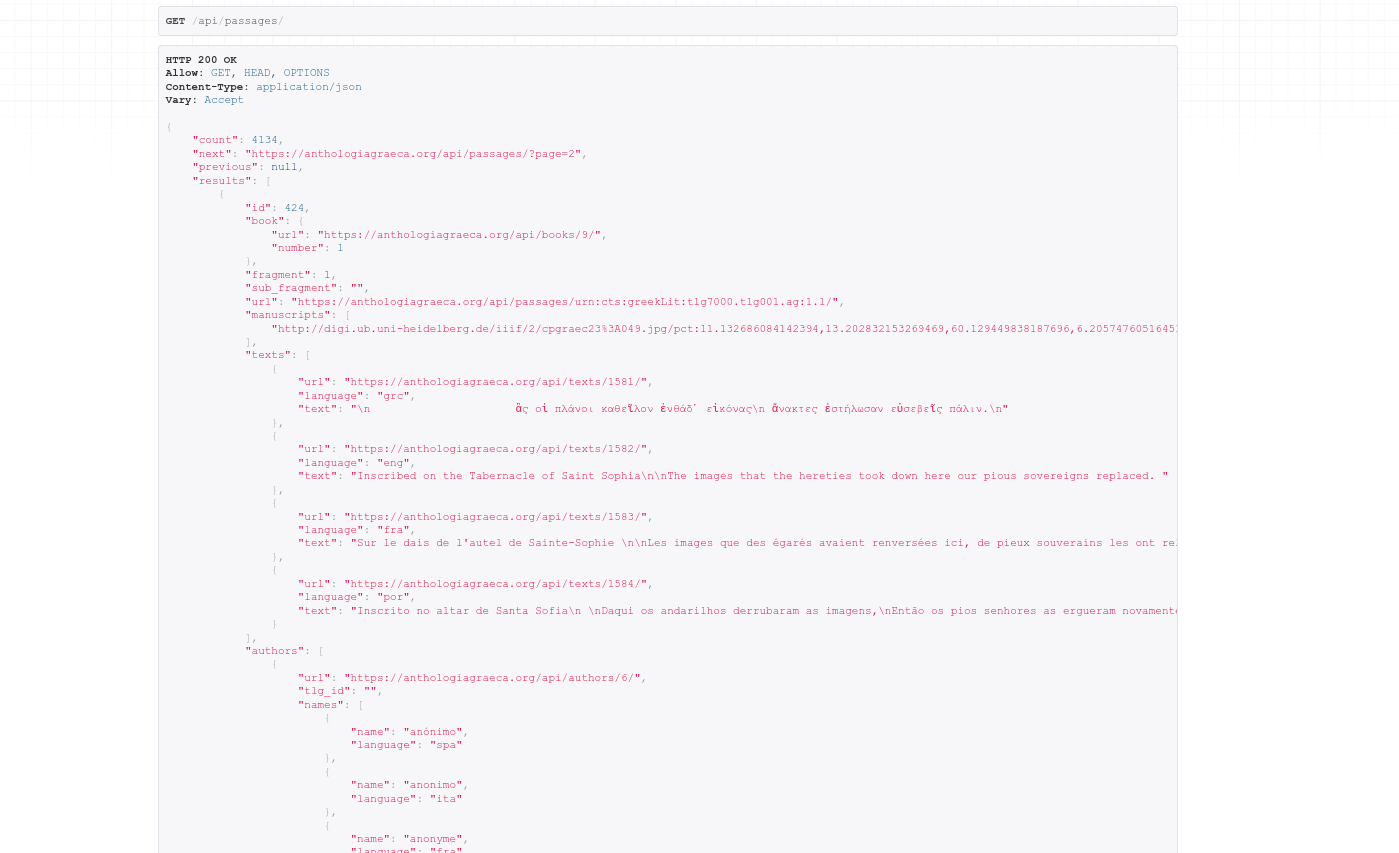 GET /api/passages/
HTTP 200 OK
Allow: GET, HEAD, OPTIONS
Content-Type: application/json
Vary: Accept
{
"count": 4134,
"next": "https://anthologiagraeca.org/api/passages/?page=2",
"previous": null,
"results": [
{
"id": 424,
"book": {
"url": "https://anthologiagraeca.org/api/books/9/",
"number": 1
},
"fragment": 1,
"sub_fragment": "",
"url": "https://anthologiagraeca.org/api/passages/urn:cts:greekLit:tlg7000.tlg001.ag:1.1/",
"manuscripts": [
"http://digi.ub.uni-heidelberg.de/iiif/2/cpgraec23%3A049.jpg/pct:11.132686084142394,13.202832153269469,60.129449838187696,6.20574760516451
],
"texts": [
{
"url": "https://anthologiagraeca.org/api/texts/1581/",
"language": "grc",
"text": "\n ἃς οἱ πλάνοι καθεῖλον ἐνθάδ᾽ εἰκόνας\n ἄνακτες ἐστήλωσαν εὐσεβεῖς πάλιν.\n"
},
{
"url": "https://anthologiagraeca.org/api/texts/1582/",
"language": "eng",
"text": "Inscribed on the Tabernacle of Saint Sophia\n\nThe images that the hereties took down here our pious sovereigns replaced. "
},
{
"url": "https://anthologiagraeca.org/api/texts/1583/",
"language": "fra",
"text": "Sur le dais de l'autel de Sainte-Sophie \n\nLes images que des égarés avaient renversées ici, de pieux souverains les ont rel
},
{
"url": "https://anthologiagraeca.org/api/texts/1584/",
"language": "por",
"text": "Inscrito no altar de Santa Sofia\n \nDaqui os andarilhos derrubaram as imagens,\nEntão os pios senhores as ergueram novamente
}
],
"authors": [
{
"url": "https://anthologiagraeca.org/api/authors/6/",
"tlg_id": "",
"names": [
{
"name": "anónimo",
"language": "spa"
},
{
"name": "anonimo",
"language": "ita"
},
{
"name": "anonyme",
"language": "fra"